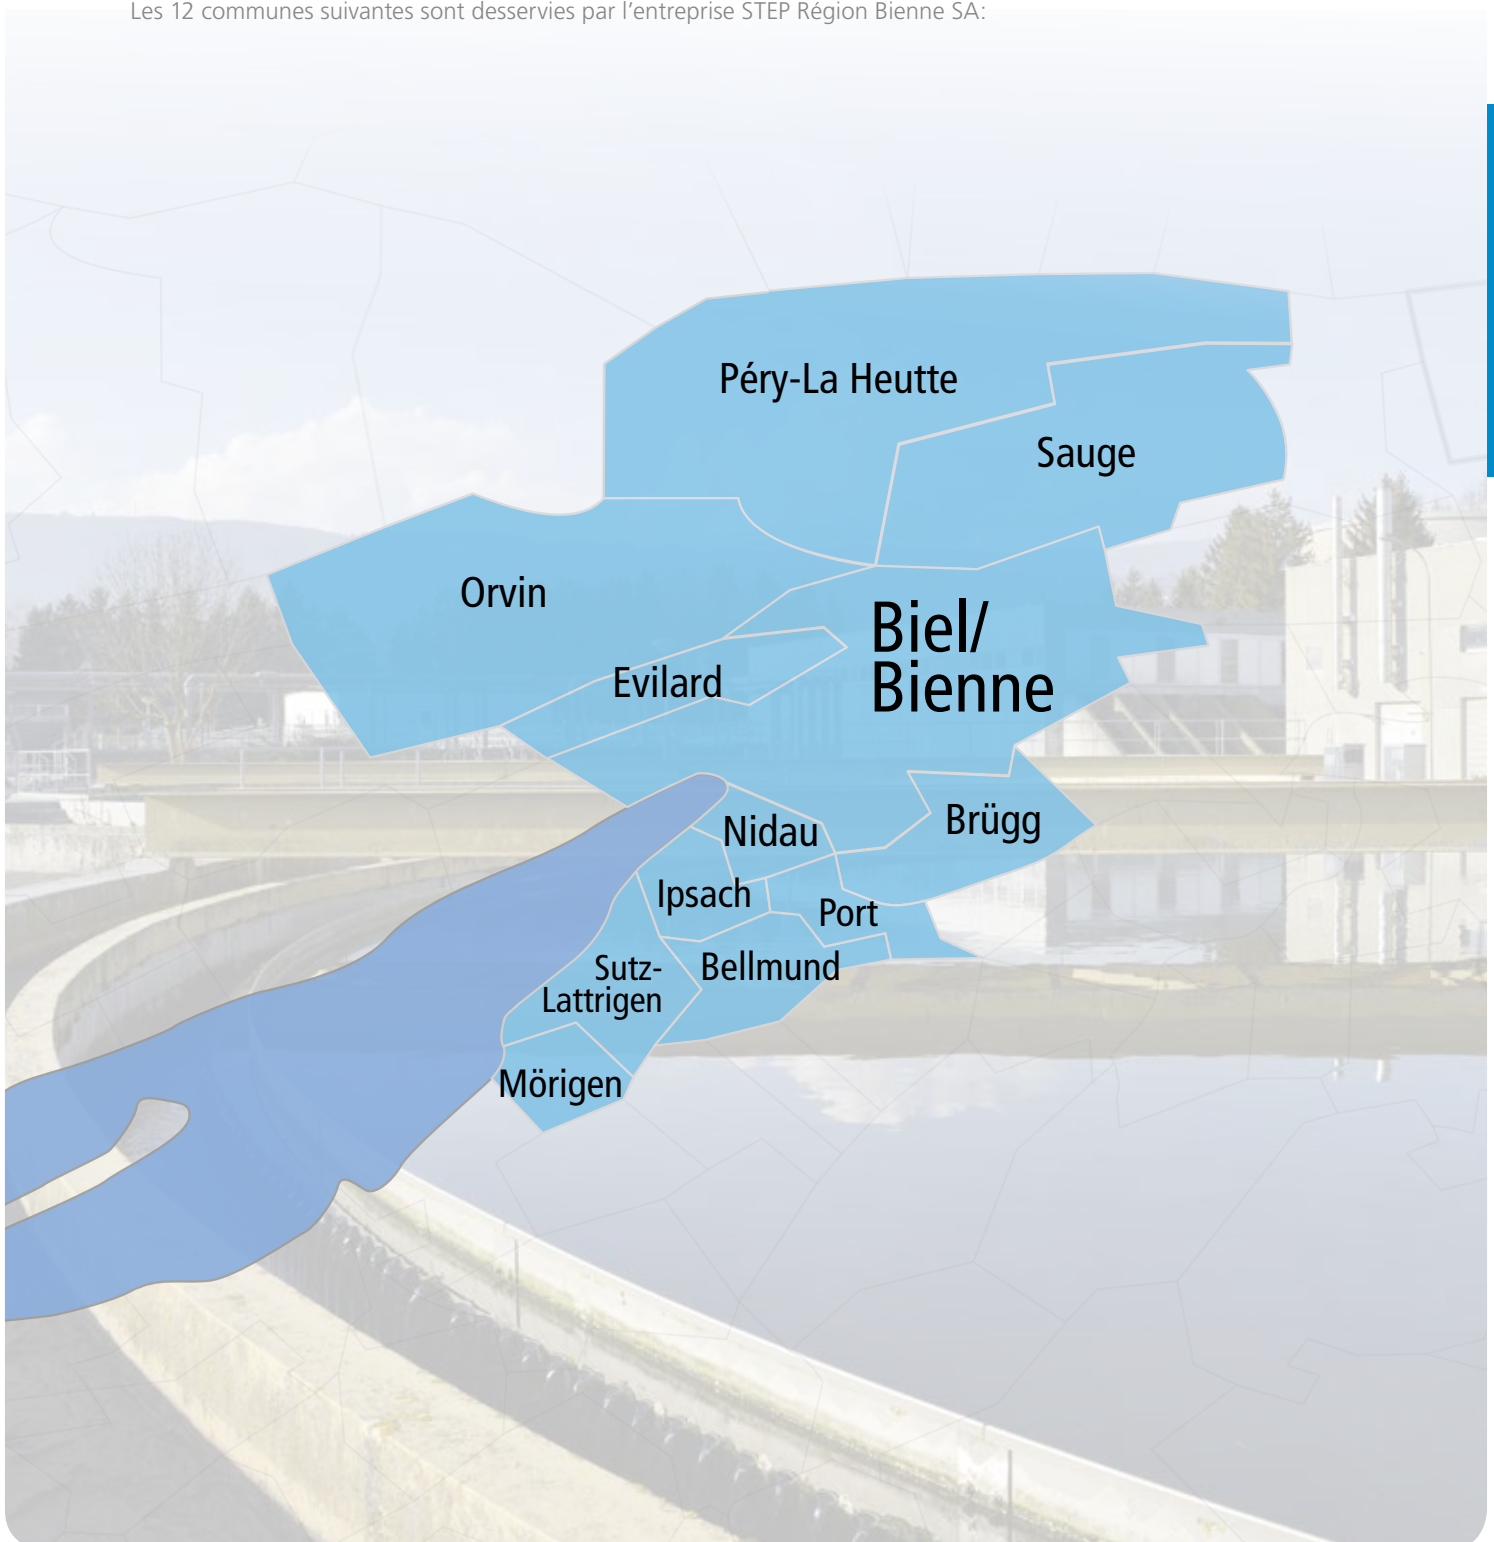 Les 12 communes suivantes sont desservies par l'entreprise STEP Région Bienne SA:
Péry-La Heutte
Sauge
Orvin
Biel/
Bienne
Evilard
Brügg
Nidau
Ipsach
Port
Sutz-
Lattrigen
Bellmund
Mörigen